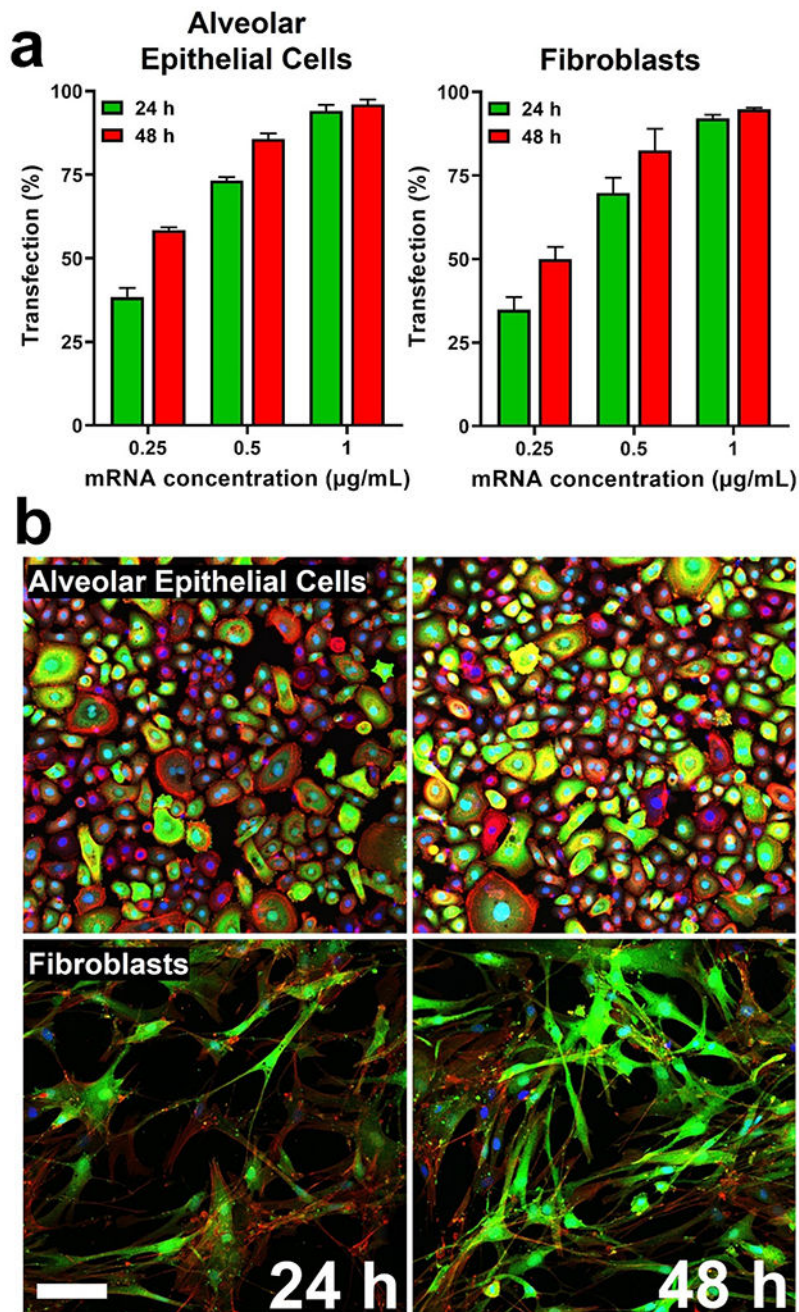 a
Alveolar
Epithelial Cells
100
75
50
25
0
Transfection (%)
24 h
48 h
0.25
0.5
1
mRNA concentration (µg/mL)
Fibroblasts
100
75
50
25
0
Transfection (%)
24 h
48 h
0.25
0.5
1
mRNA concentration (µg/mL)
b
Alveolar Epithelial Cells
Fibroblasts
24 h
48 h